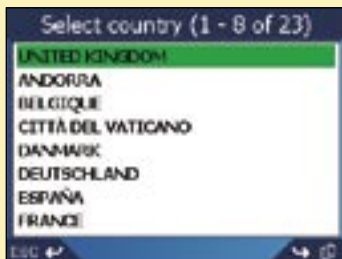 Select country (1 - 8 of 23)
UNITED KINGDOM
ANDORRA
BELGIQUE
CITTÀ DEL VATICANO
DANMARK
DEUTSCHLAND
ESPAÑA
FRANCE
ESC